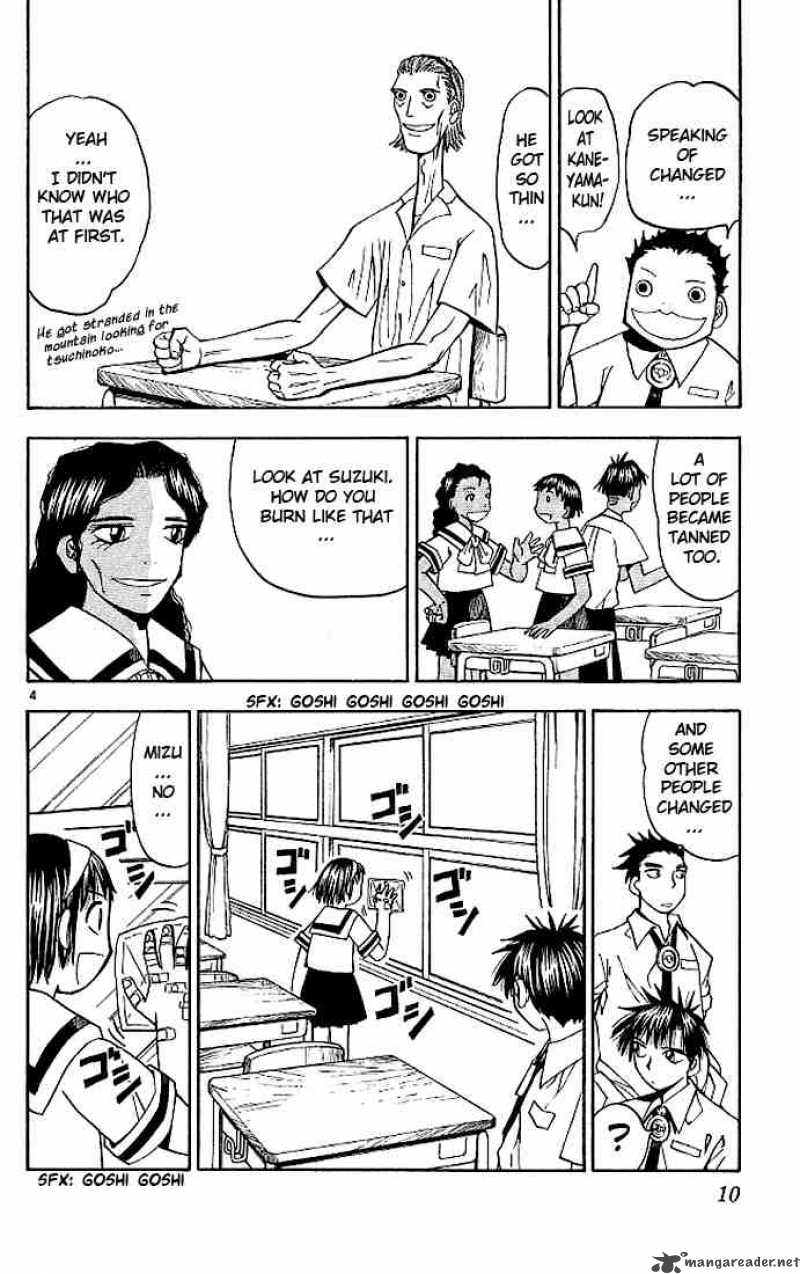 SPEAKING
OF
CHANGED
...
LOOK
AT
KANE-
YAMA-
KUN!
HE
GOT
SO
THIN
...
YEAH
...
I DIDN'T
KNOW WHO
THAT WAS
AT FIRST.
He got stranded in the
mountain looking for
tsuchinoko...
A
LOT OF
PEOPLE
BECAME
TANNED
TOO.
LOOK AT SUZUKI.
HOW DO YOU
BURN LIKE THAT
...
4
SFX: GOSHI GOSHI GOSHI GOSHI
AND
SOME
OTHER
PEOPLE
CHANGED
...
?
ゴシ
ゴシ
ゴシ
ゴシ
MIZU
...
NO
...
ゴシ
ゴシ
SFX: GOSHI GOSHI
10
mangareader.net